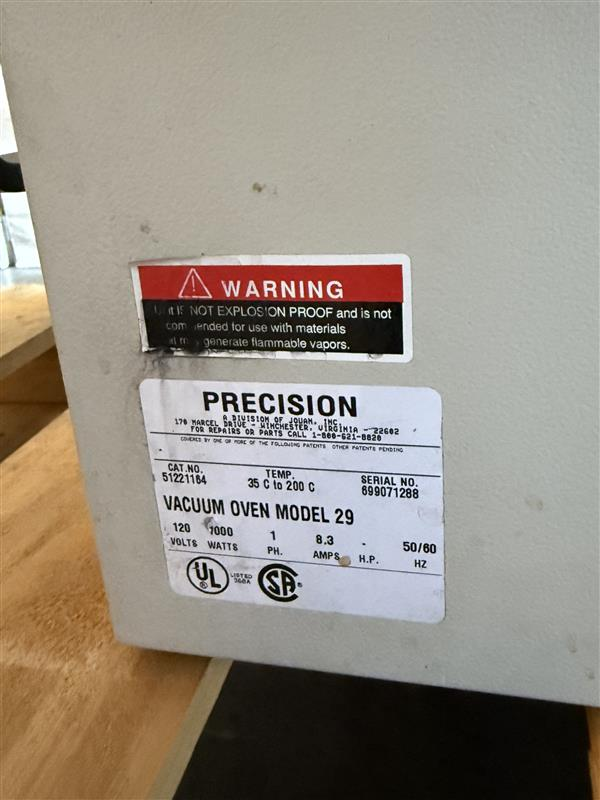 WARNING
IS NOT EXPLOSION PROOF and is not
ended for use with materials
generate flammable vapors.
PRECISION
A DIVISION OF JOUAN, INC.
170 MARCEL DRIVE - WINCHESTER, VIRGINIA - 22602
FOR REPAIRS OR PARTS CALL 1-800-621-8820
COVERED BY ONE OR MORE OF THE FOLLOWING PATENTS OTHER PATENTS PENDING
CAT.NO. TEMP. SERIAL NO.
51221164 35 C to 200 C 699071288
VACUUM OVEN MODEL 29
120 1000 1 8.3 - 50/60
VOLTS WATTS PH. AMPS H.P. HZ
UL ® LISTED 368A SA ®